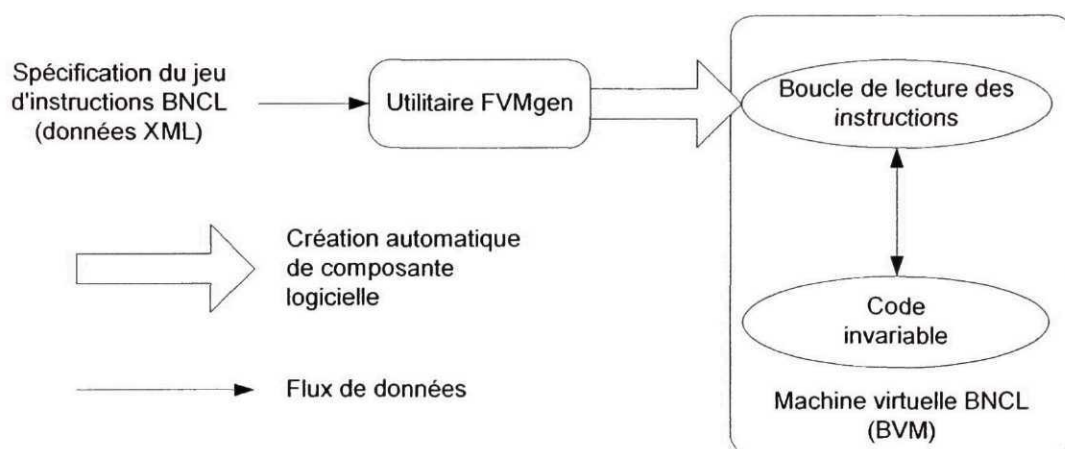 Spécification du jeu
d'instructions BNCL
(données XML)
Utilitaire FVMgen
Boucle de lecture des
instructions
Création automatique
de composante
logicielle
Code
invariable
Flux de données
Machine virtuelle BNCL
(BVM)